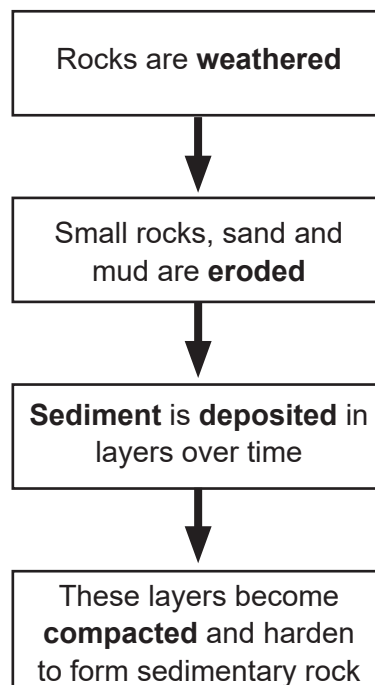 Rocks are weathered
Small rocks, sand and
mud are eroded
Sediment is deposited in
layers over time
These layers become
compacted and harden
to form sedimentary rock